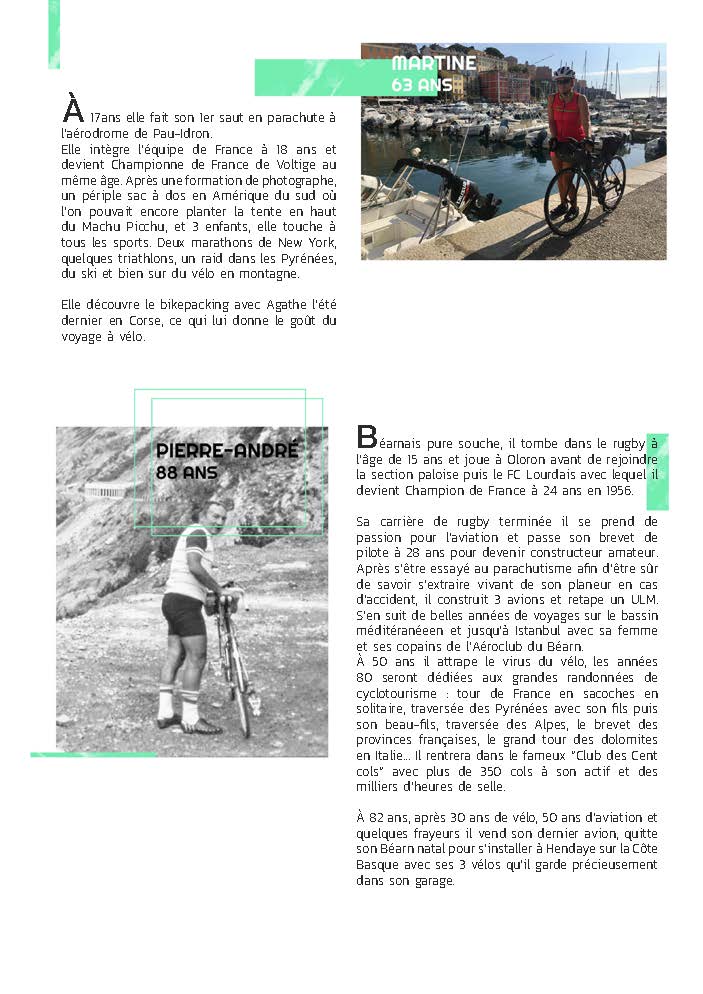 MARTINE
63 ANS
À 17ans elle fait son 1er saut en parachute à
l'aérodrome de Pau-Idron.
Elle intègre l'équipe de France à 18 ans et
devient Championne de France de Voltige au
même âge. Après une formation de photographe,
un périple sac à dos en Amérique du sud où
l'on pouvait encore planter la tente en haut
du Machu Picchu, et 3 enfants, elle touche à
tous les sports. Deux marathons de New York,
quelques triathlons, un raid dans les Pyrénées,
du ski et bien sur du vélo en montagne.
Elle découvre le bikepacking avec Agathe l'été
dernier en Corse, ce qui lui donne le goût du
voyage à vélo.
PIERRE-ANDRÉ
88 ANS
Béarnais pure souche, il tombe dans le rugby à
l'âge de 15 ans et joue à Oloron avant de rejoindre
la section paloise puis le FC Lourdais avec lequel il
devient Champion de France à 24 ans en 1956.
Sa carrière de rugby terminée il se prend de
passion pour l'aviation et passe son brevet de
pilote à 28 ans pour devenir constructeur amateur.
Après s'être essayé au parachutisme afin d'être sûr
de savoir s'extraire vivant de son planeur en cas
d'accident, il construit 3 avions et retape un ULM.
S'en suit de belles années de voyages sur le bassin
méditéranéeen et jusqu'à Istanbul avec sa femme
et ses copains de l'Aéroclub du Béarn.
À 50 ans il attrape le virus du vélo, les années
80 seront dédiées aux grandes randonnées de
cyclotourisme : tour de France en sacoches en
solitaire, traversée des Pyrénées avec son fils puis
son beau-fils, traversée des Alpes, le brevet des
provinces françaises, le grand tour des dolomites
en Italie... Il rentrera dans le fameux "Club des Cent
cols" avec plus de 350 cols à son actif et des
milliers d'heures de selle.
À 82 ans, après 30 ans de vélo, 50 ans d'aviation et
quelques frayeurs il vend son dernier avion, quitte
son Béarn natal pour s'installer à Hendaye sur la Côte
Basque avec ses 3 vélos qu'il garde précieusement
dans son garage.